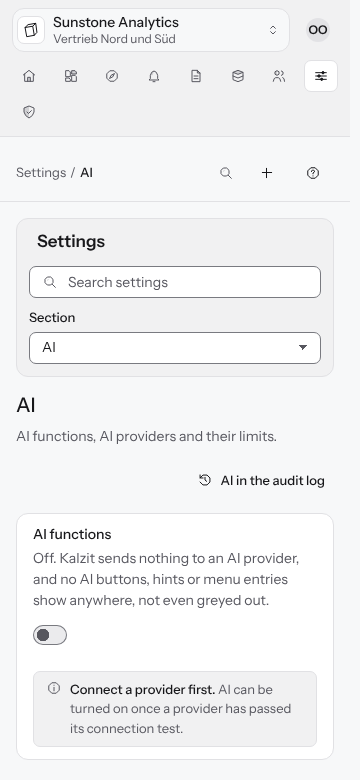 Sunstone Analytics
Vertrieb Nord und Süd
OO
Settings / AI
Settings
Search settings
Section
AI
AI
AI functions, AI providers and their limits.
AI in the audit log
AI functions
Off. Kalzit sends nothing to an AI provider,
and no AI buttons, hints or menu entries
show anywhere, not even greyed out.
Connect a provider first. AI can be
turned on once a provider has passed
its connection test.